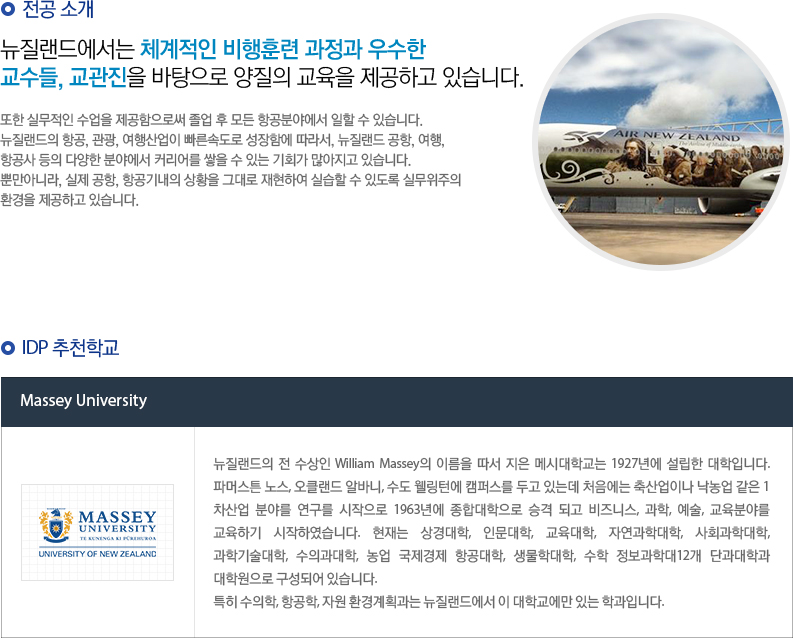 전공 소개
뉴질랜드에서는 체계적인 비행훈련 과정과 우수한
교수들, 교관진을 바탕으로 양질의 교육을 제공하고 있습니다.
또한 실무적인 수업을 제공함으로써 졸업 후 모든 항공분야에서 일할 수 있습니다.
뉴질랜드의 항공, 관광, 여행산업이 빠른속도로 성장함에 따라서, 뉴질랜드 공항, 여행,
항공사 등의 다양한 분야에서 커리어를 쌓을 수 있는 기회가 많아지고 있습니다.
뿐만아니라, 실제 공항, 항공기내의 상황을 그대로 재현하여 실습할 수 있도록 실무위주의
환경을 제공하고 있습니다.
AIR NEW ZEALAND
The Airline of Middle-earth
IDP 추천학교
Massey University
MASSEY
UNIVERSITY
TE KUNENGA KI PŪREHUROA
UNIVERSITY OF NEW ZEALAND
뉴질랜드의 전 수상인 William Massey의 이름을 따서 지은 메시대학교는 1927년에 설립한 대학입니다.
파머스튼 노스, 오클랜드 알바니, 수도 웰링턴에 캠퍼스를 두고 있는데 처음에는 축산업이나 낙농업 같은 1
차산업 분야를 연구를 시작으로 1963년에 종합대학으로 승격 되고 비즈니스, 과학, 예술, 교육분야를
교육하기 시작하였습니다. 현재는 상경대학, 인문대학, 교육대학, 자연과학대학, 사회과학대학,
과학기술대학, 수의과대학, 농업 국제경제 항공대학, 생물학대학, 수학 정보과학대12개 단과대학과
대학원으로 구성되어 있습니다.
특히 수의학, 항공학, 자원 환경계획과는 뉴질랜드에서 이 대학교에만 있는 학과입니다.